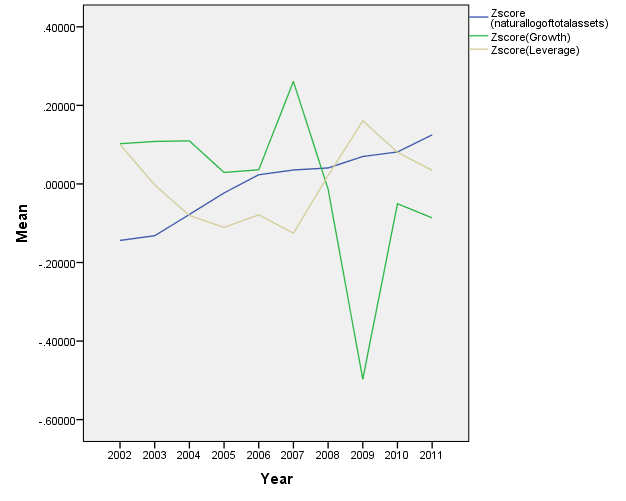 Zscore
(naturallogoftotalassets)
Zscore(Growth)
Zscore(Leverage)
.40000
.20000
.00000
-.20000
-.40000
-.60000
Mean
2002 2003 2004 2005 2006 2007 2008 2009 2010 2011
Year